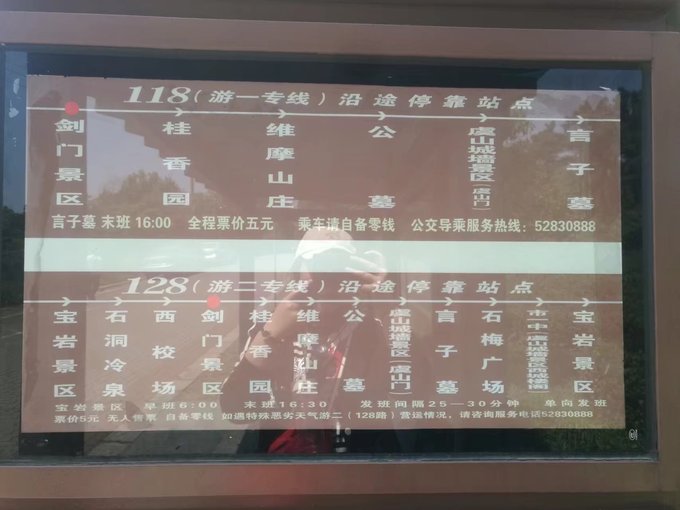 118（游一专线）沿途停靠站点
剑门景区
桂香园
维摩山庄
公墓
虞山城墙景区（虞山门）
言子墓
言子墓 末班 16:00 全程票价五元 乘车请自备零钱 公交导乘服务热线：52830888
128（游二专线）沿途停靠站点
宝岩景区
石洞冷泉
西校场
剑门景区
桂香园
维摩山庄
公墓
虞山城墙景区（虞山门）
言子墓
石梅广场
宝岩景区
宝岩景区 早班6:00 末班16:30 发班间隔25—30分钟 单向发班
票价5元 无人售票 自备零钱 如遇特殊恶劣天气游二（128路）营运情况，请咨询服务电话52830888